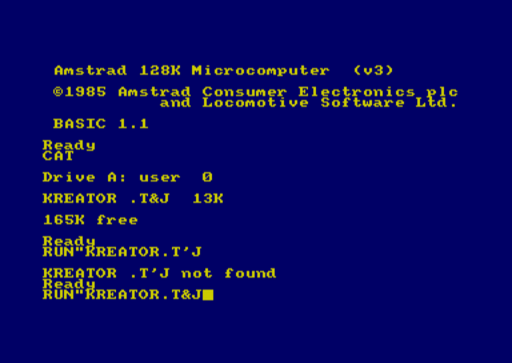 Amstrad 128K Microcomputer  (v3)
©1985 Amstrad Consumer Electronics plc
and Locomotive Software Ltd.
BASIC 1.1
Ready
CAT
Drive A: user  0
KREATOR .T&J  13K
165K free
Ready
RUN"KREATOR.T'J
KREATOR .T'J not found
Ready
RUN"KREATOR.T&J